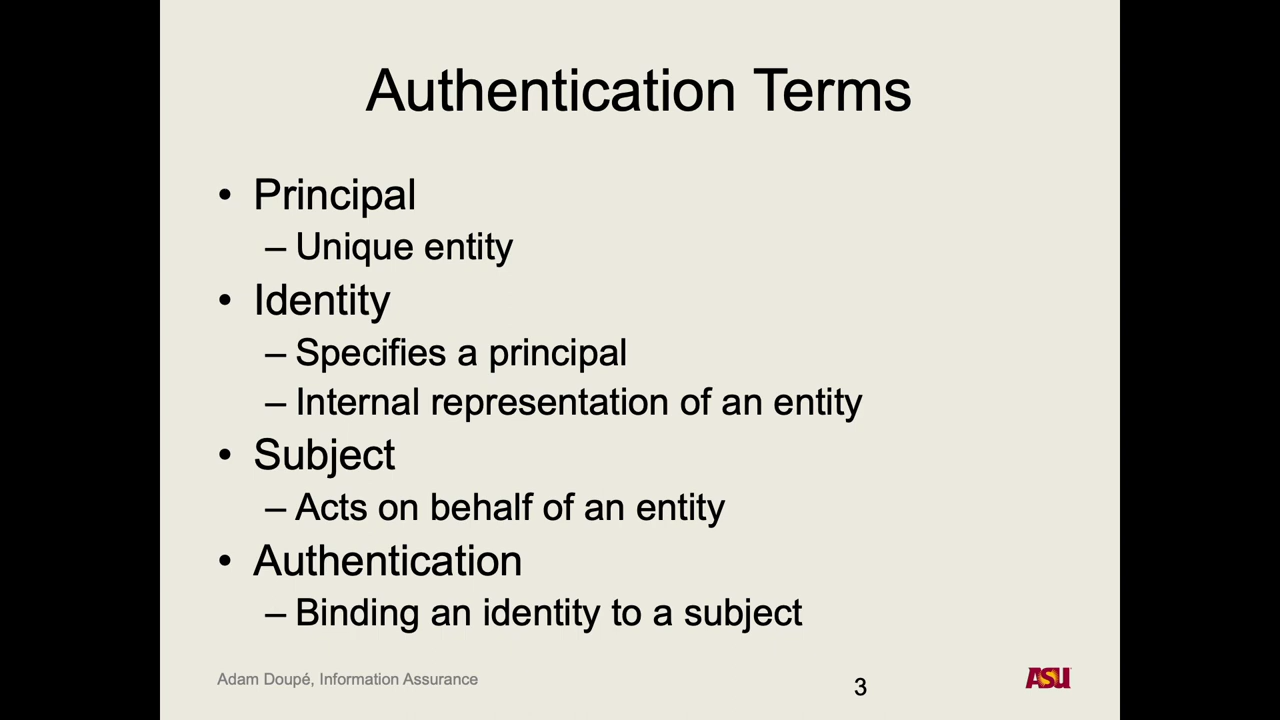 Authentication Terms
• Principal
– Unique entity
• Identity
– Specifies a principal
– Internal representation of an entity
• Subject
– Acts on behalf of an entity
• Authentication
– Binding an identity to a subject
Adam Doupé, Information Assurance
3
ASU